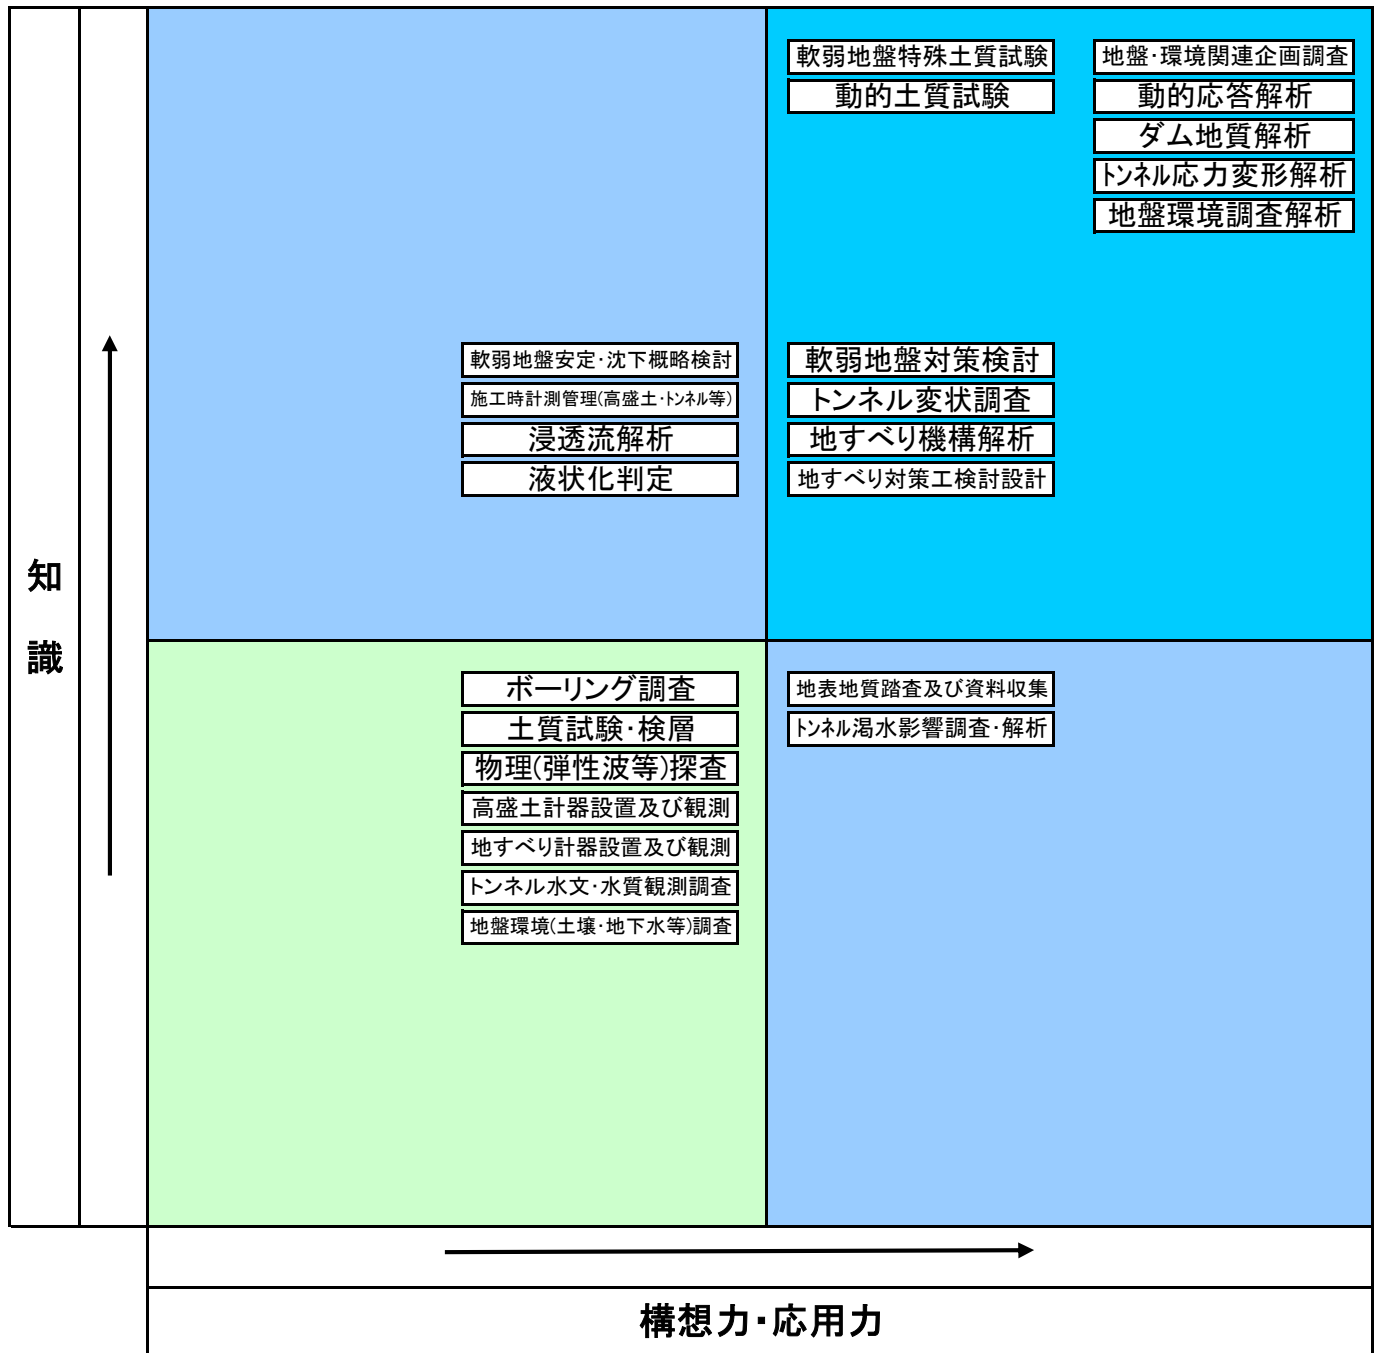 軟弱地盤特殊土質試験
動的土質試験
地盤・環境関連企画調査
動的応答解析
ダム地質解析
トンネル応力変形解析
地盤環境調査解析
軟弱地盤安定・沈下概略検討
施工時計測管理(高盛土・トンネル等)
浸透流解析
液状化判定
軟弱地盤対策検討
トンネル変状調査
地すべり機構解析
地すべり対策工検討設計
知
識
ボーリング調査
土質試験・検層
物理(弾性波等)探査
高盛土計器設置及び観測
地すべり計器設置及び観測
トンネル水文・水質観測調査
地盤環境(土壌・地下水等)調査
地表地質踏査及び資料収集
トンネル渇水影響調査・解析
構想力・応用力